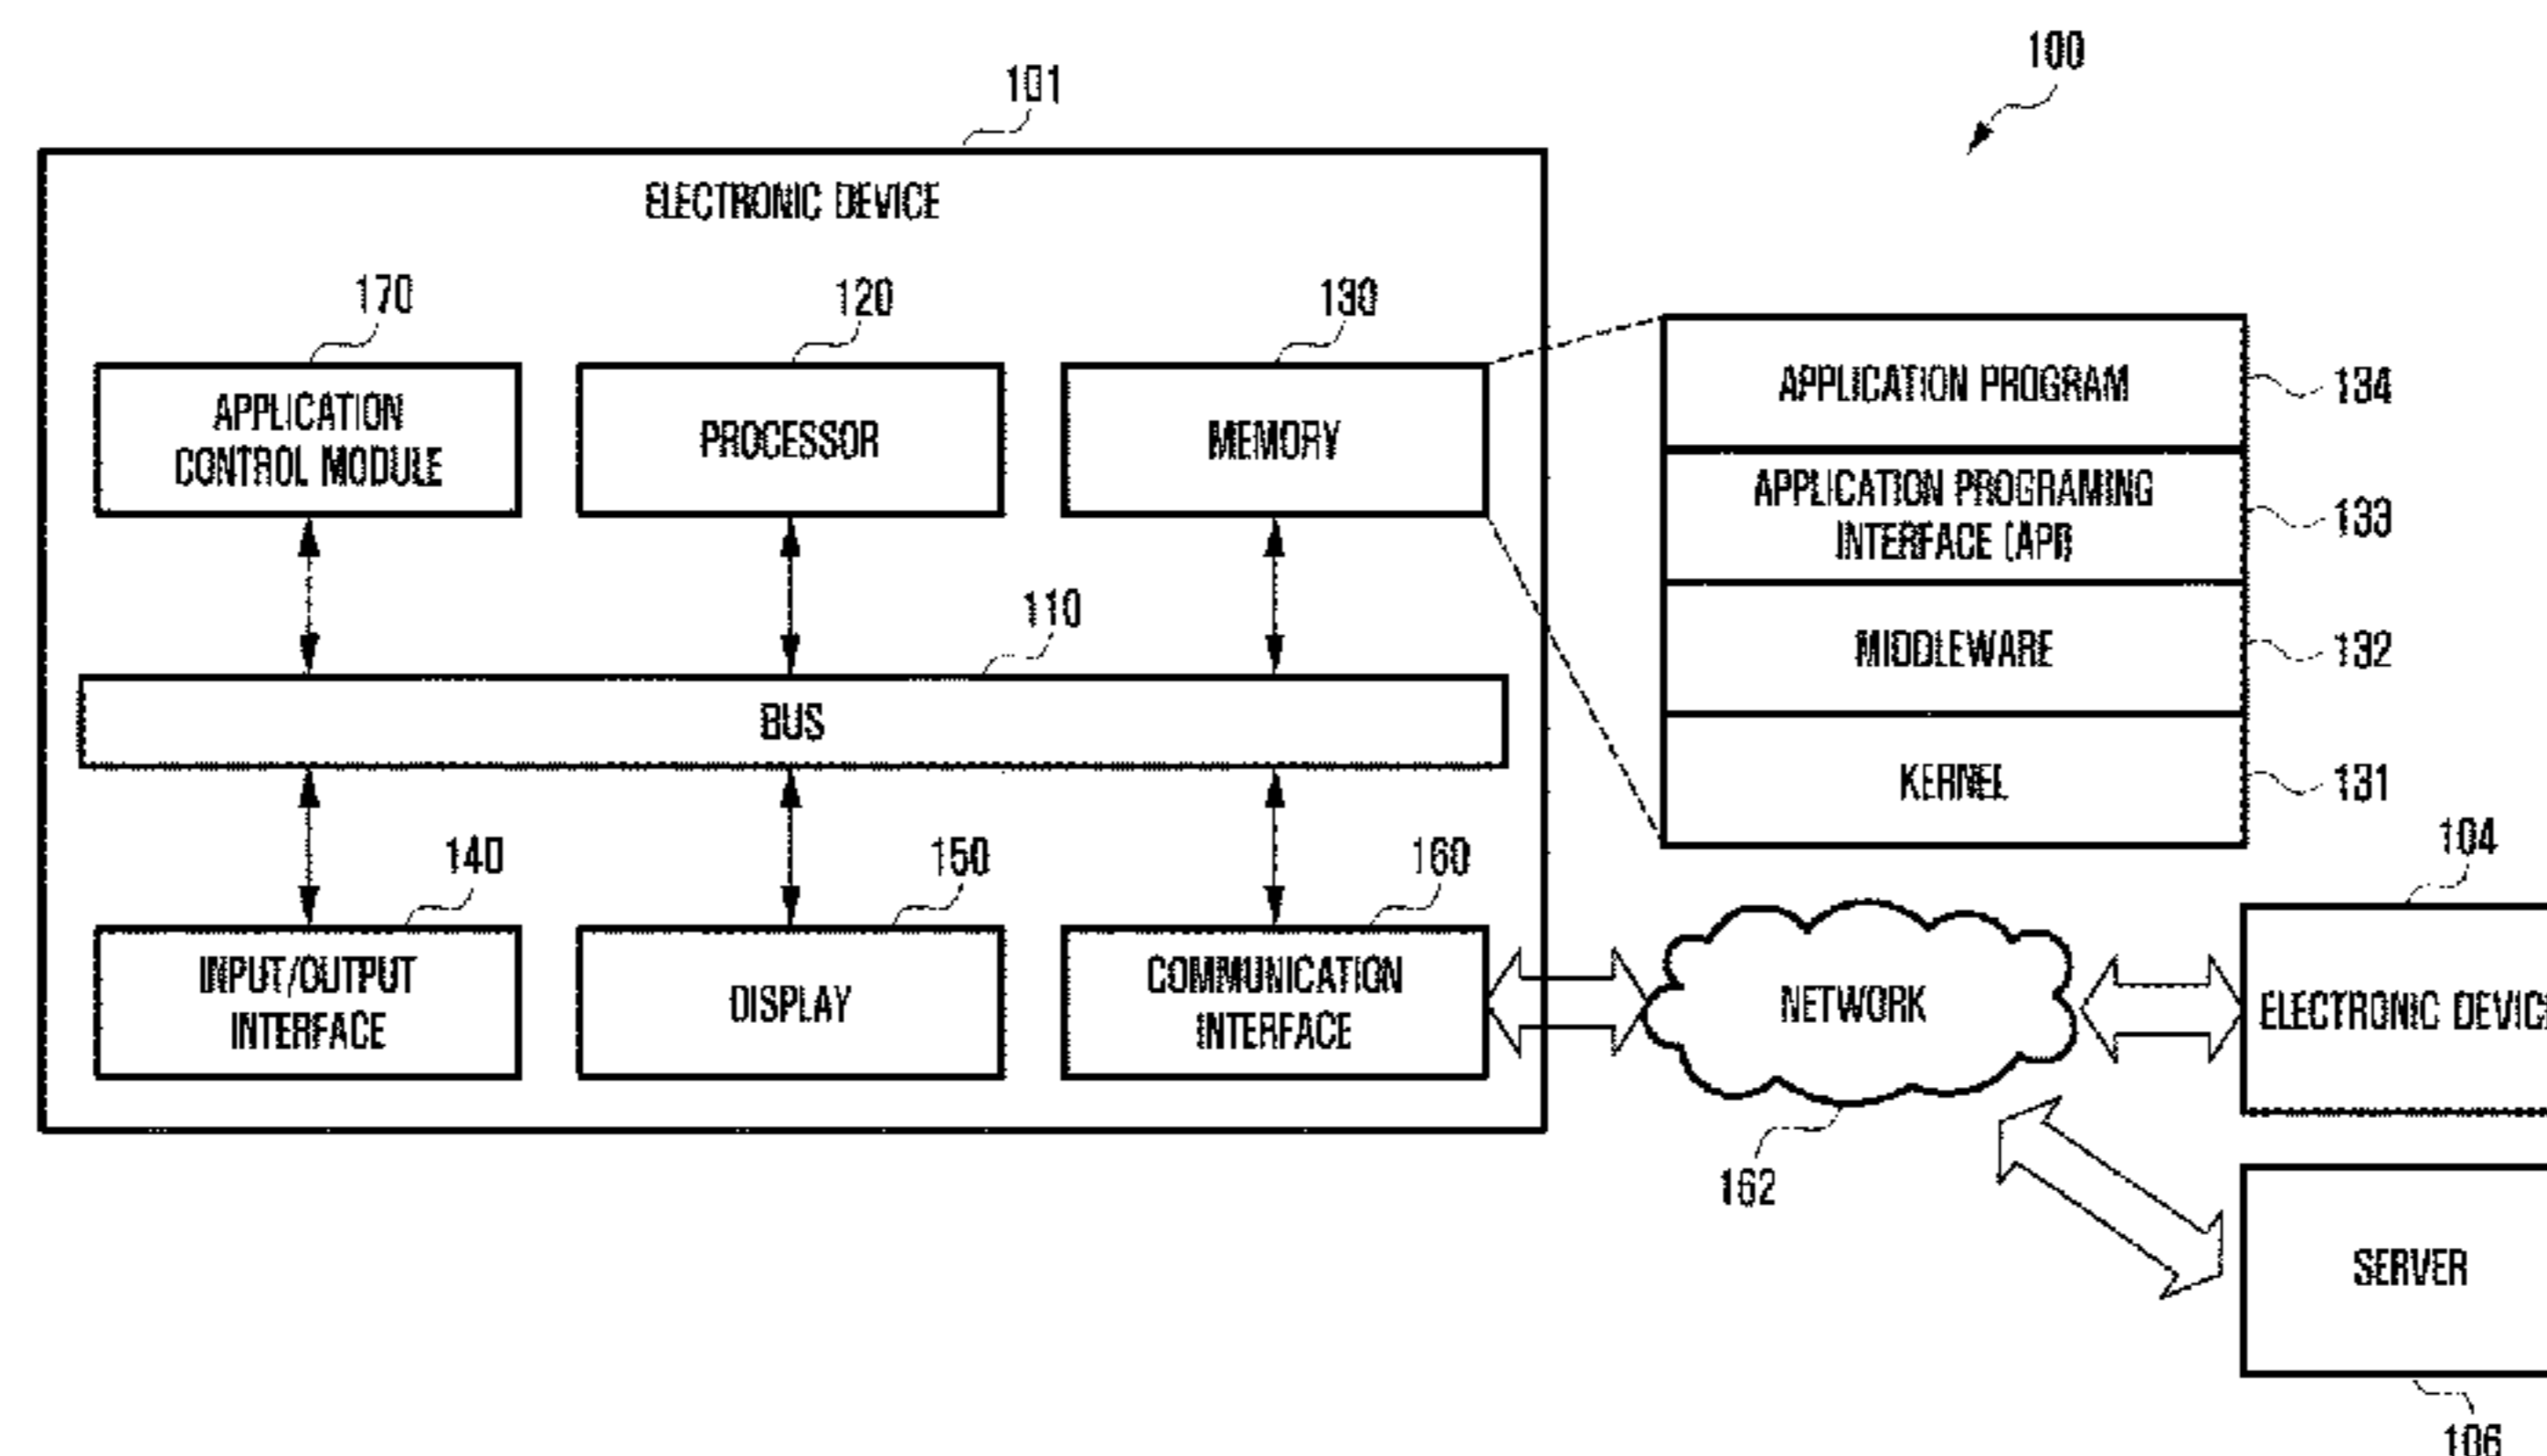 100
101
ELECTRONIC DEVICE
170
120
130
APPLICATION
CONTROL MODULE
PROCESSOR
MEMORY
APPLICATION PROGRAM
134
APPLICATION PROGRAMING
INTERFACE (API)
133
110
MIDDLEWARE
132
BUS
KERNEL
131
140
150
160
104
INPUT/OUTPUT
INTERFACE
DISPLAY
COMMUNICATION
INTERFACE
NETWORK
ELECTRONIC
162
SERVER
106